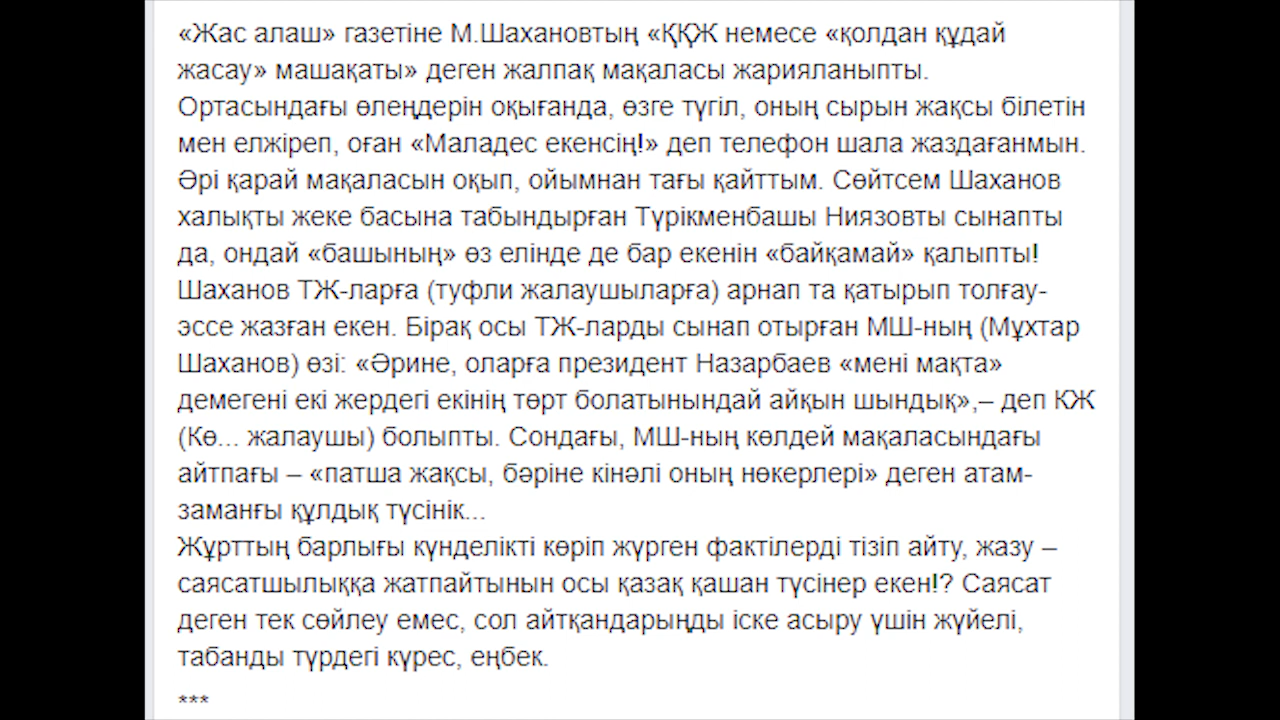 «Жас алаш» газетіне М.Шахановтың «ҚҚЖ немесе «қолдан құдай
жасау» машақаты» деген жалпақ мақаласы жарияланыпты.
Ортасындағы өлеңдерін оқығанда, өзге түгіл, оның сырын жақсы білетін
мен елжіреп, оған «Маладес екенсің!» деп телефон шала жаздағанмын.
Әрі қарай мақаласын оқып, ойымнан тағы қайттым. Сөйтсем Шаханов
халықты жеке басына табындырған Түрікменбашы Ниязовты сынапты
да, ондай «башының» өз елінде де бар екенін «байқамай» қалыпты!
Шаханов ТЖ-ларға (туфли жалаушыларға) арнап та қатырып толғау-
эссе жазған екен. Бірақ осы ТЖ-ларды сынап отырған МШ-ның (Мұхтар
Шаханов) өзі: «Әрине, оларға президент Назарбаев «мені мақта»
демегені екі жердегі екінің төрт болатынындай айқын шындық»,– деп КЖ
(Кө... жалаушы) болыпты. Сондағы, МШ-ның көлдей мақаласындағы
айтпағы – «патша жақсы, бәріне кінәлі оның нөкерлері» деген атам-
заманғы құлдық түсінік...
Жұрттың барлығы күнделікті көріп жүрген фактілерді тізіп айту, жазу –
саясатшылыққа жатпайтынын осы қазақ қашан түсінер екен!? Саясат
деген тек сөйлеу емес, сол айтқандарыңды іске асыру үшін жүйелі,
табанды түрдегі күрес, еңбек.
***